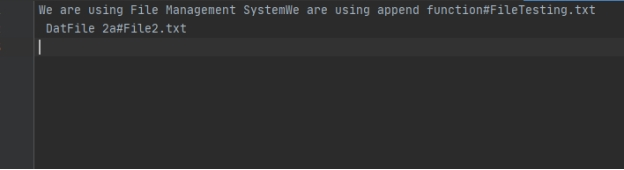 We are using File Management SystemWe are using append function#FileTesting.txt
DatFile 2a#File2.txt